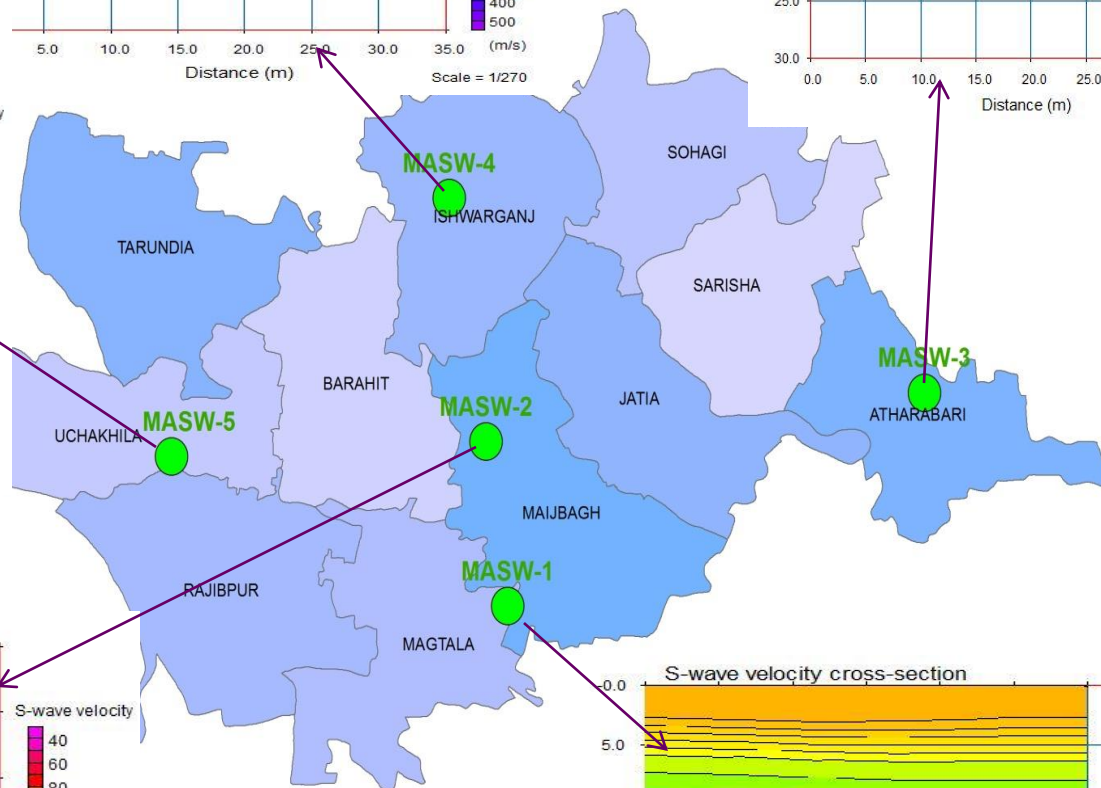 400
500
(m/s)
25.0
5.0 10.0 15.0 20.0 25.0 30.0 35.0
30.0
Distance (m)
Scale = 1/270
0.0 5.0 10.0 15.0 20.0 25.0
Distance (m)
SOHAGI
MASW-4
ISHWARGANJ
TARUNDIA
SARISHA
MASW-3
BARAHIT
JATIA
MASW-2
ATHARABARI
MASW-5
UCHAKHILA
MAIJBAGH
MASW-1
RAJIBPUR
MAGTALA
S-wave velocity cross-section
-0.0
5.0
S-wave velocity
40
60
80